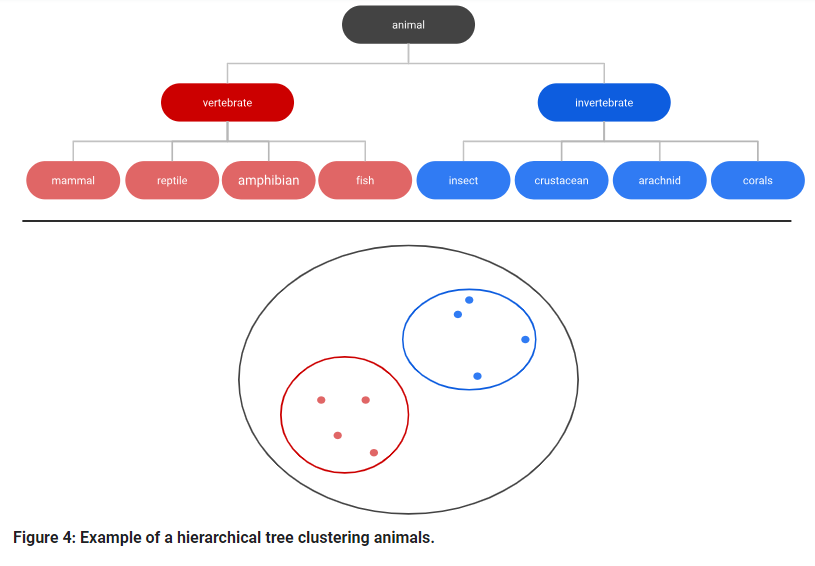 animal
vertebrate invertebrate
mammal reptile amphibian fish insect crustacean arachnid corals
Figure 4: Example of a hierarchical tree clustering animals.